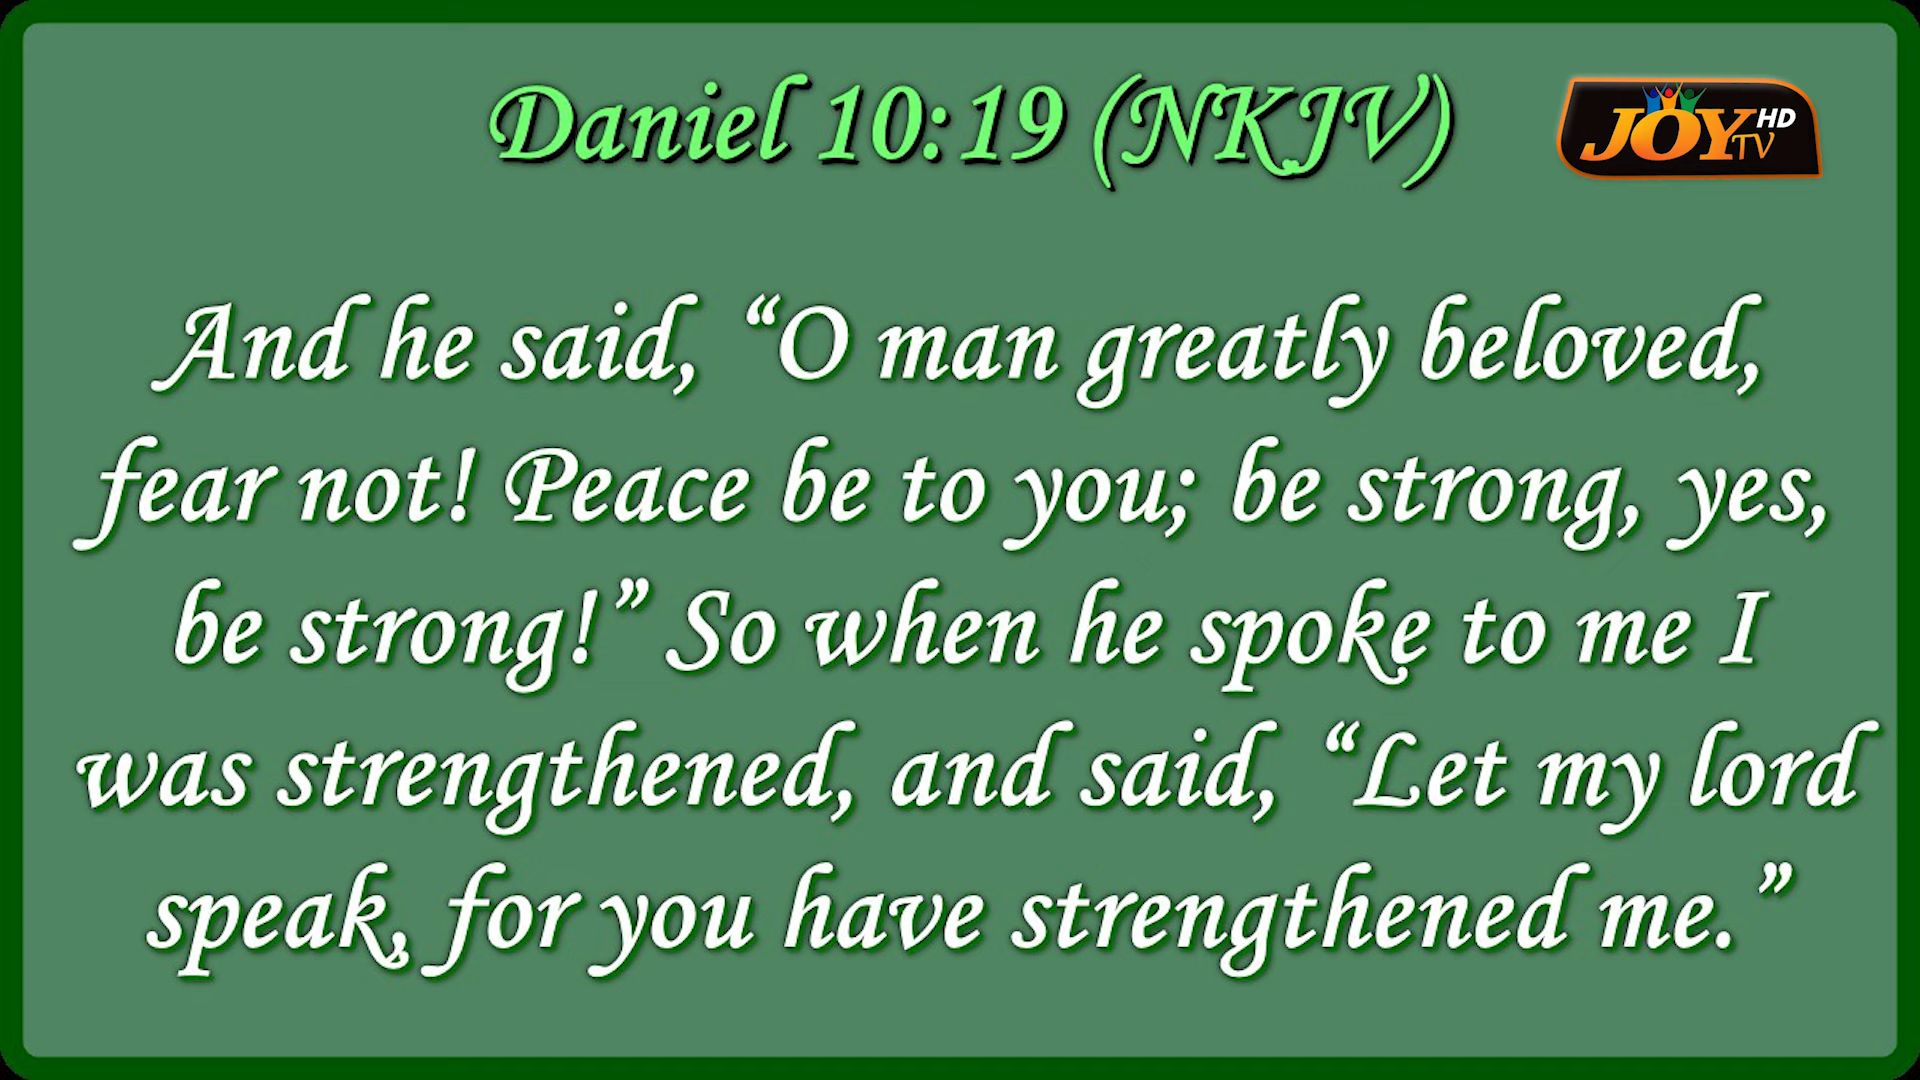 Daniel 10:19 (NKJV)
JOY TV HD
And he said, “O man greatly beloved,
fear not! Peace be to you; be strong, yes,
be strong!” So when he spoke to me I
was strengthened, and said, “Let my lord
speak, for you have strengthened me.”